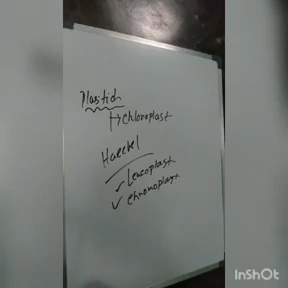 Plastid
Chloroplast
Haeckel
✓ Leucoplast
✓ chromoplast
InShOt